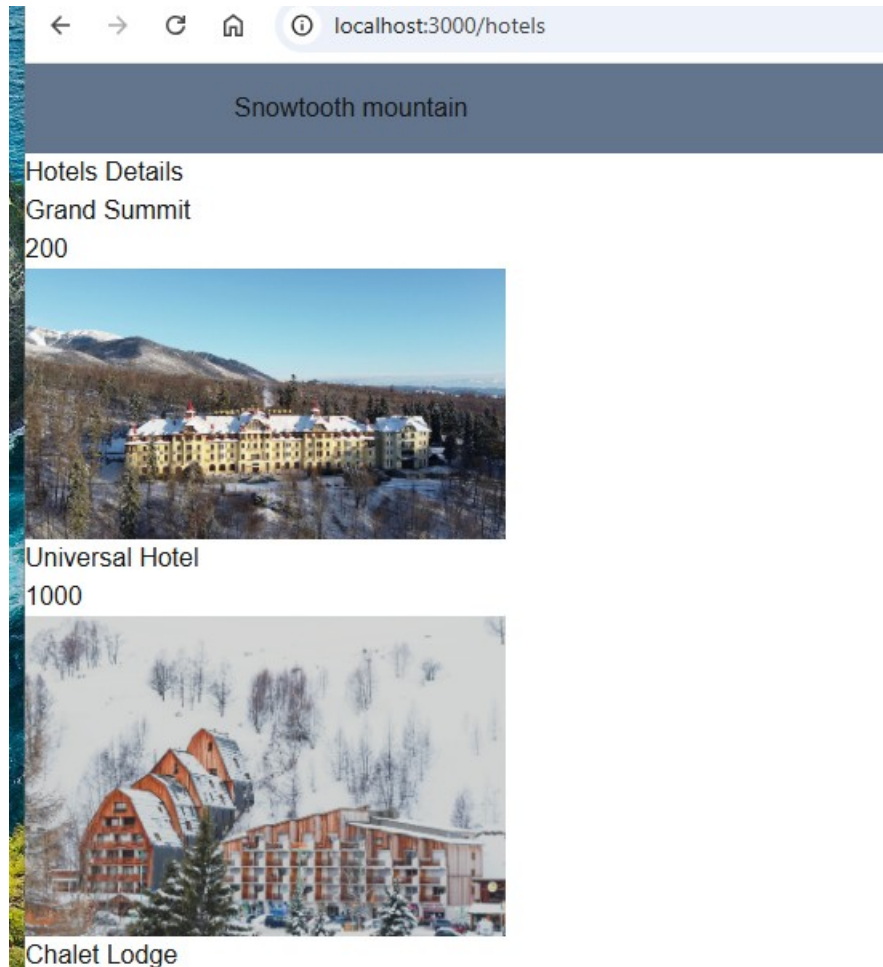 localhost:3000/hotels
Snowtooth mountain
Hotels Details
Grand Summit
200
Universal Hotel
1000
Chalet Lodge